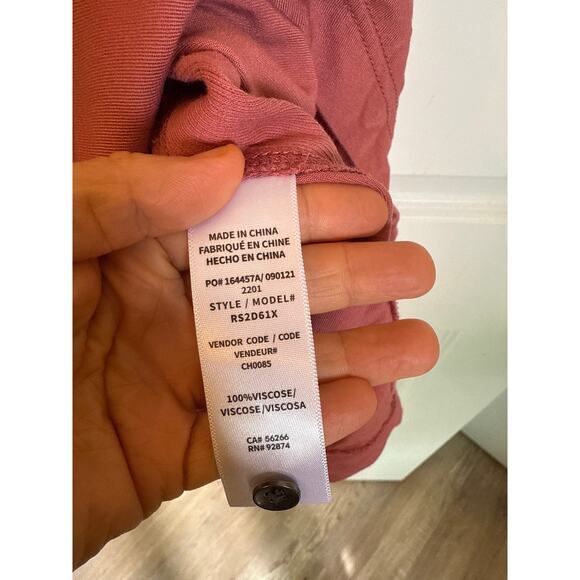 MADE IN CHINA
FABRIQUÉ EN CHINE
HECHO EN CHINA
PO# 164457A/ 090121
2201
STYLE / MODEL#
RS2D61X
VENDOR CODE / CODE
VENDEUR#
CH0085
100%VISCOSE/
VISCOSE/VISCOSA
CA# 56266
RN# 92874